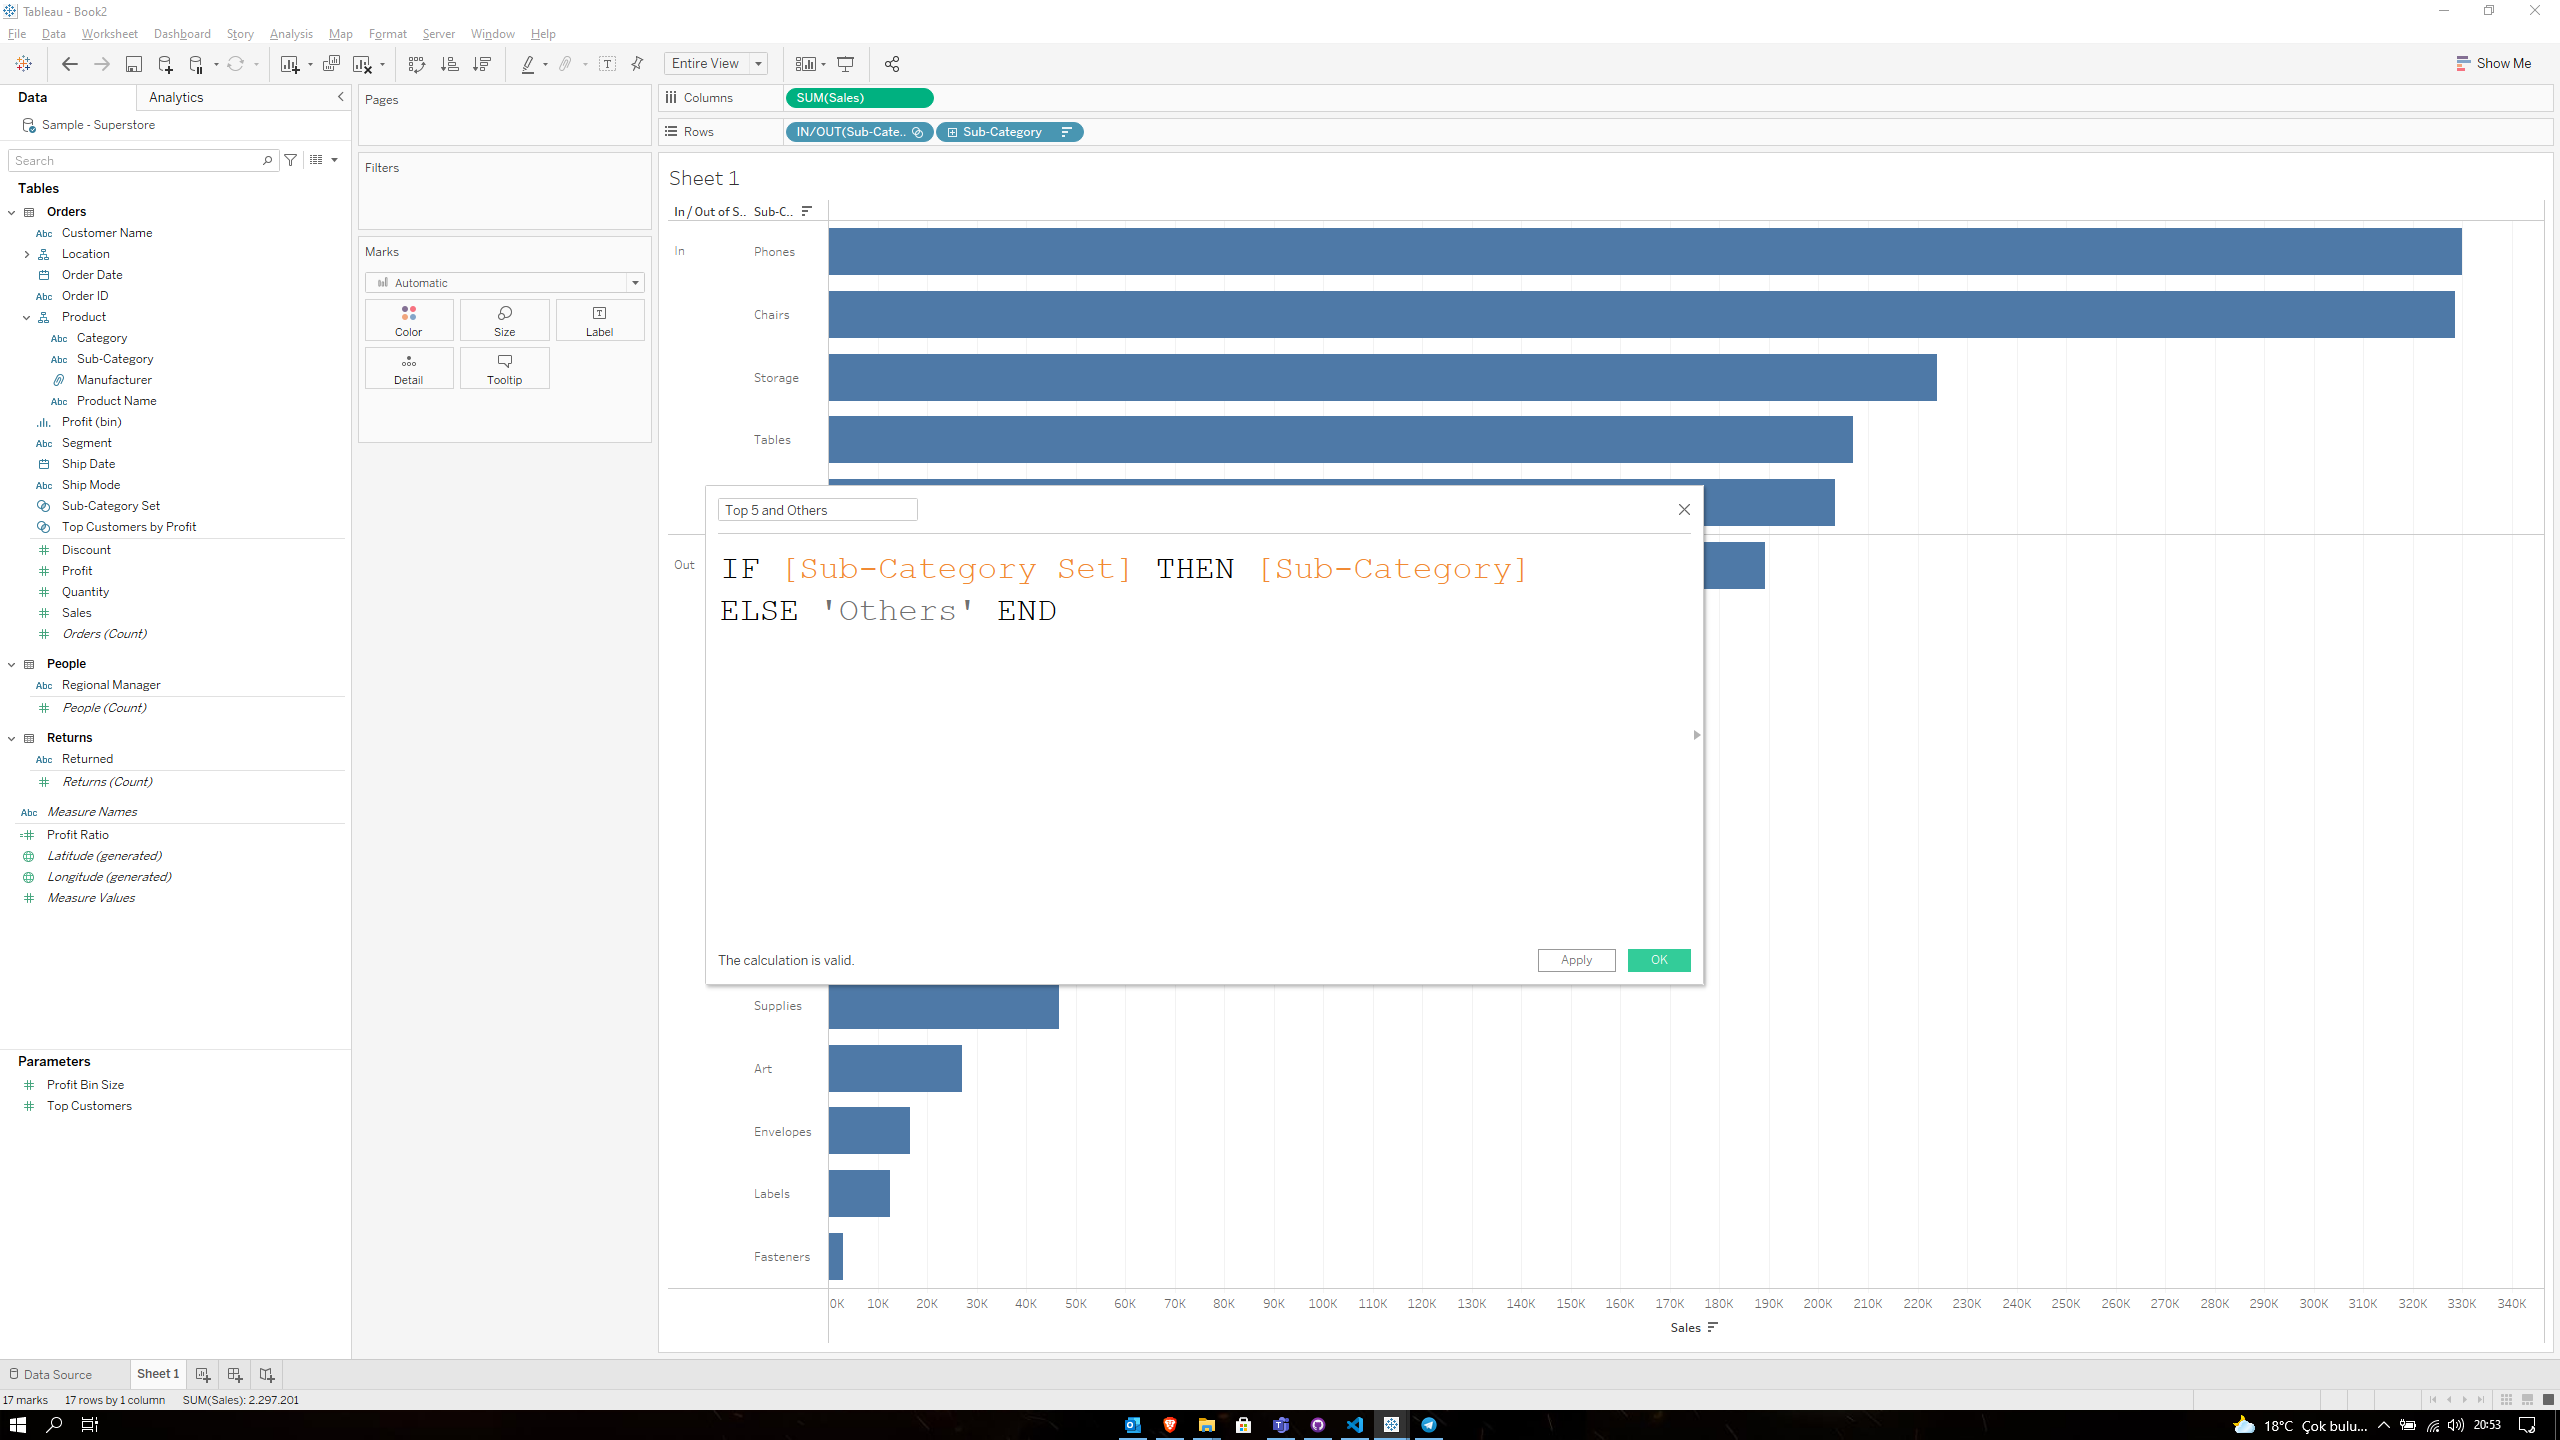 Tableau - Book2
File Data Worksheet Dashboard Story Analysis Map Format Server Window Help
Entire View
Show Me
Data Analytics
Sample - Superstore
Search
Tables
Orders
Abc Customer Name
Location
Order Date
Abc Order ID
Product
Abc Category
Abc Sub-Category
Manufacturer
Abc Product Name
Profit (bin)
Abc Segment
Ship Date
Abc Ship Mode
Sub-Category Set
Top Customers by Profit
Discount
Profit
Quantity
Sales
Orders (Count)
People
Abc Regional Manager
People (Count)
Returns
Abc Returned
Returns (Count)
Abc Measure Names
Profit Ratio
Latitude (generated)
Longitude (generated)
Measure Values
Parameters
Profit Bin Size
Top Customers
Pages
Filters
Marks
Automatic
Color Size Label
Detail Tooltip
Columns SUM(Sales)
Rows IN/OUT(Sub-Cate.. Sub-Category
Sheet 1
In / Out of S.. Sub-C..
In Phones
Chairs
Storage
Tables
Out
Top 5 and Others
IF [Sub-Category Set] THEN [Sub-Category]
ELSE 'Others' END
The calculation is valid.
Apply OK
Supplies
Art
Envelopes
Labels
Fasteners
0K 10K 20K 30K 40K 50K 60K 70K 80K 90K 100K 110K 120K 130K 140K 150K 160K 170K 180K 190K 200K 210K 220K 230K 240K 250K 260K 270K 280K 290K 300K 310K 320K 330K 340K
Sales
Data Source Sheet 1
17 marks 17 rows by 1 column SUM(Sales): 2.297.201
18°C Çok bulu... 20:53